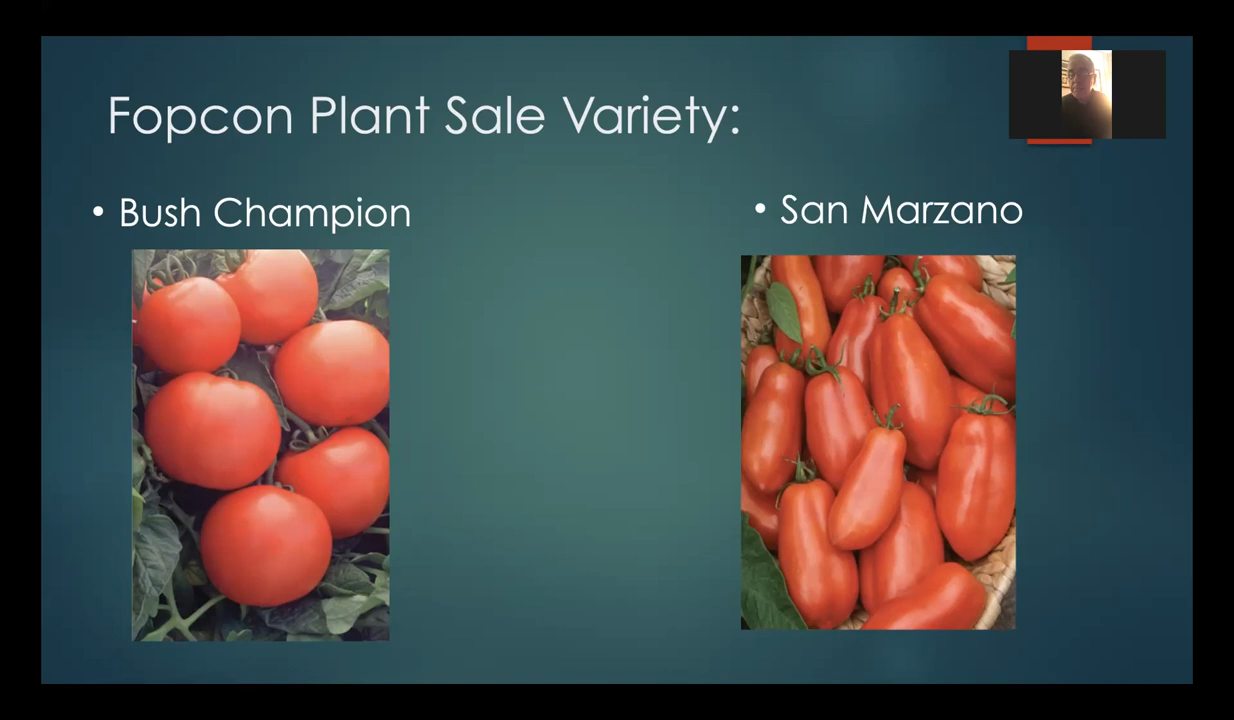 Fopcon Plant Sale Variety:
• Bush Champion
• San Marzano